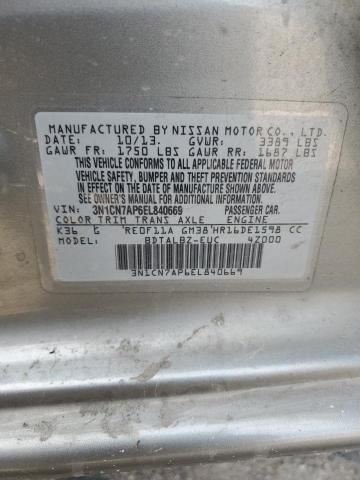 MANUFACTURED BY NISSAN MOTOR CO., LTD.
DATE: 10/13. GVWR: 3389 LBS
GAWR FR: 1750 LBS GAWR RR: 1687 LBS
THIS VEHICLE CONFORMS TO ALL APPLICABLE FEDERAL MOTOR
VEHICLE SAFETY, BUMPER AND THEFT PREVENTION STANDARDS
IN EFFECT ON THE DATE OF MANUFACTURE SHOWN ABOVE.
SEE OWNER'S MANUAL FOR ADDITIONAL INFORMATION.
VIN: 3N1CN7AP6EL840669 PASSENGER CAR.
COLOR TRIM TRANS AXLE ENGINE
K36 G RE0F11A GM38 HR16DE1598 CC
MODEL: BDTALBZ-EUC 4Z000
3N1CN7AP6EL840669